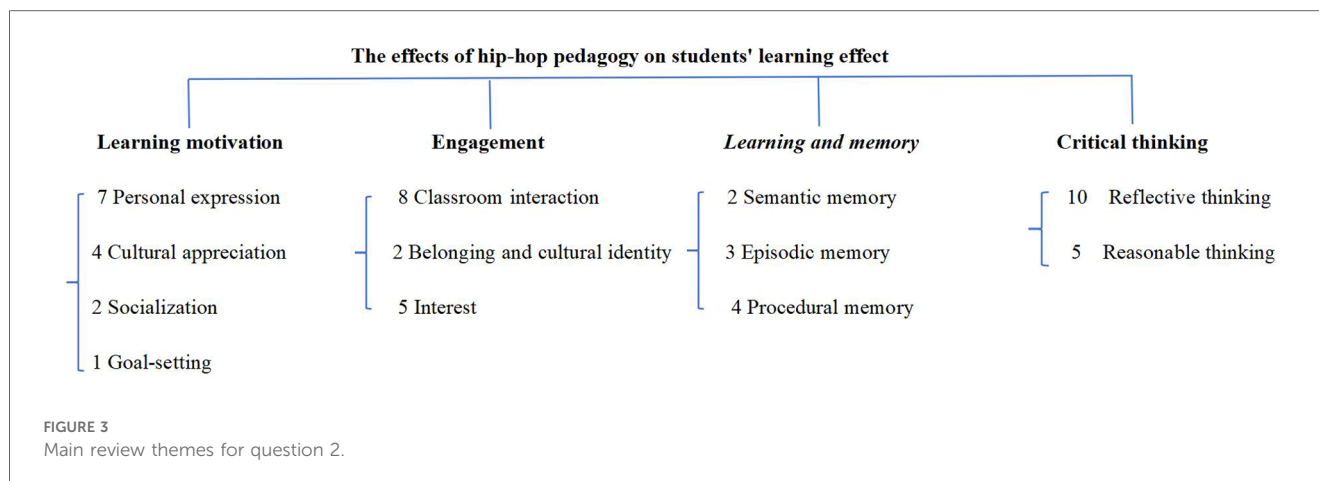 The effects of hip-hop pedagogy on students' learning effect
Learning motivation
7 Personal expression
4 Cultural appreciation
2 Socialization
1 Goal-setting
Engagement
8 Classroom interaction
2 Belonging and cultural identity
5 Interest
Learning and memory
2 Semantic memory
3 Episodic memory
4 Procedural memory
Critical thinking
10 Reflective thinking
5 Reasonable thinking
FIGURE 3
Main review themes for question 2.